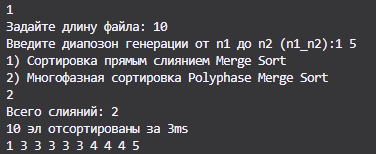 1
Задайте длину файла: 10
Введите диапозон генерации от n1 до n2 (n1_n2):1 5
1) Сортировка прямым слиянием Merge Sort
2) Многофазная сортировка Polyphase Merge Sort
2
Всего слияний: 2
10 эл отсортированы за 3ms
1 3 3 3 3 3 4 4 4 5